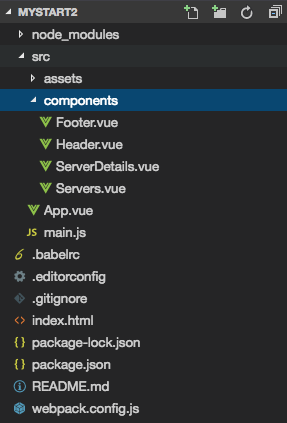 MYSTART2
node_modules
src
assets
components
Footer.vue
Header.vue
ServerDetails.vue
Servers.vue
App.vue
JS main.js
.babelrc
.editorconfig
.gitignore
index.html
package-lock.json
package.json
README.md
webpack.config.js